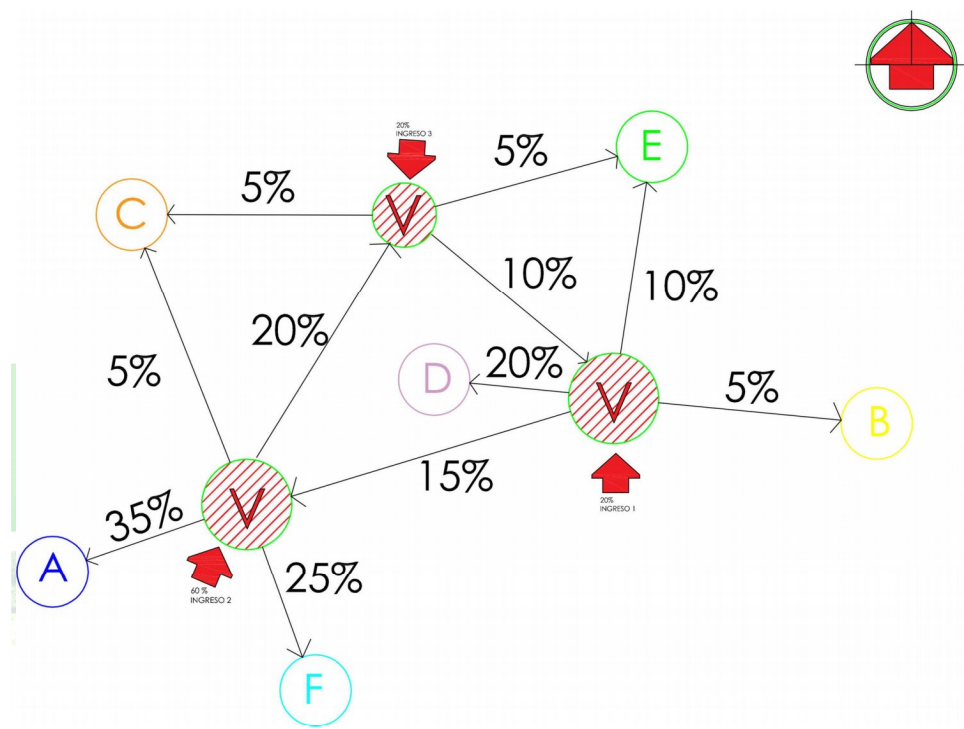 20%
INGRESO 3
E
5%
5%
C
V
10%
10%
20%
5%
D
20%
5%
V
B
15%
V
35%
20%
INGRESO 1
A
25%
60 %
INGRESO 2
F